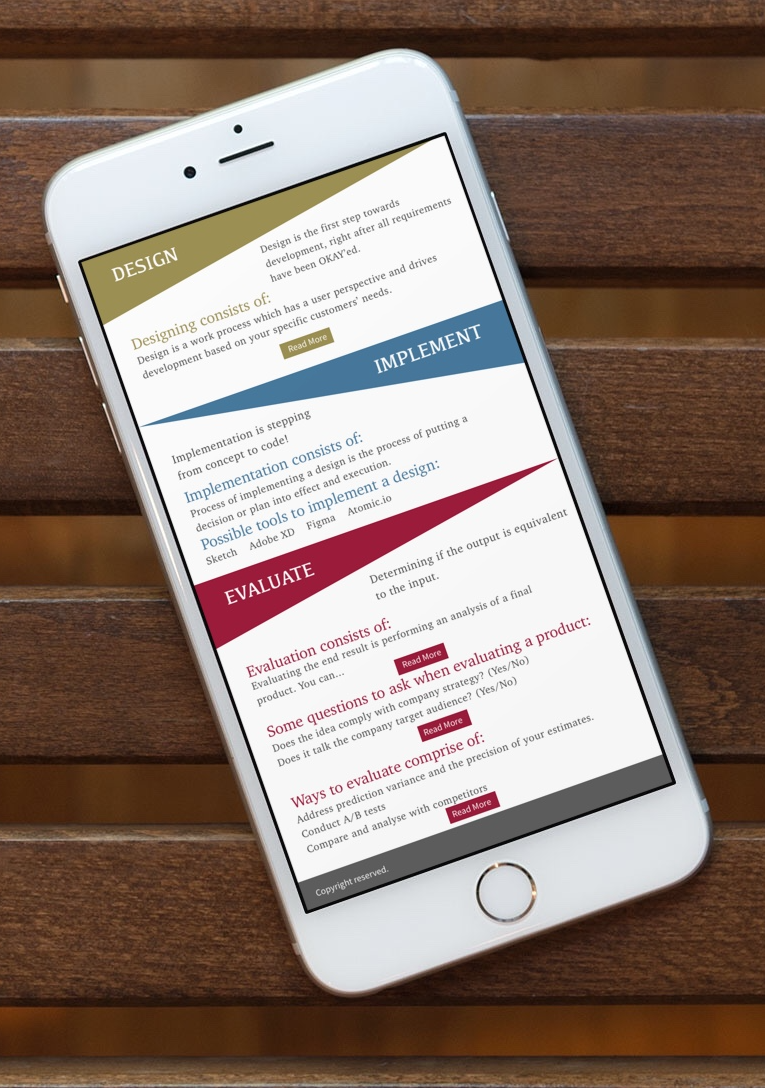 DESIGN
Design is the first step towards
development, right after all requirements
have been OKAY'ed.
Designing consists of:
Design is a work process which has a user perspective and drives
development based on your specific customers' needs.
Read More
IMPLEMENT
Implementation is stepping
from concept to code!
Implementation consists of:
Process of implementing a design is the process of putting a
decision or plan into effect and execution.
Possible tools to implement a design:
Sketch Adobe XD Figma Atomic.io
EVALUATE
Determining if the output is equivalent
to the input.
Evaluation consists of:
Evaluating the end result is performing an analysis of a final
product. You can...
Read More
Some questions to ask when evaluating a product:
Does the idea comply with company strategy? (Yes/No)
Does it talk the company target audience? (Yes/No)
Read More
Ways to evaluate comprise of:
Address prediction variance and the precision of your estimates.
Conduct A/B tests
Compare and analyse with competitors
Read More
Copyright reserved.